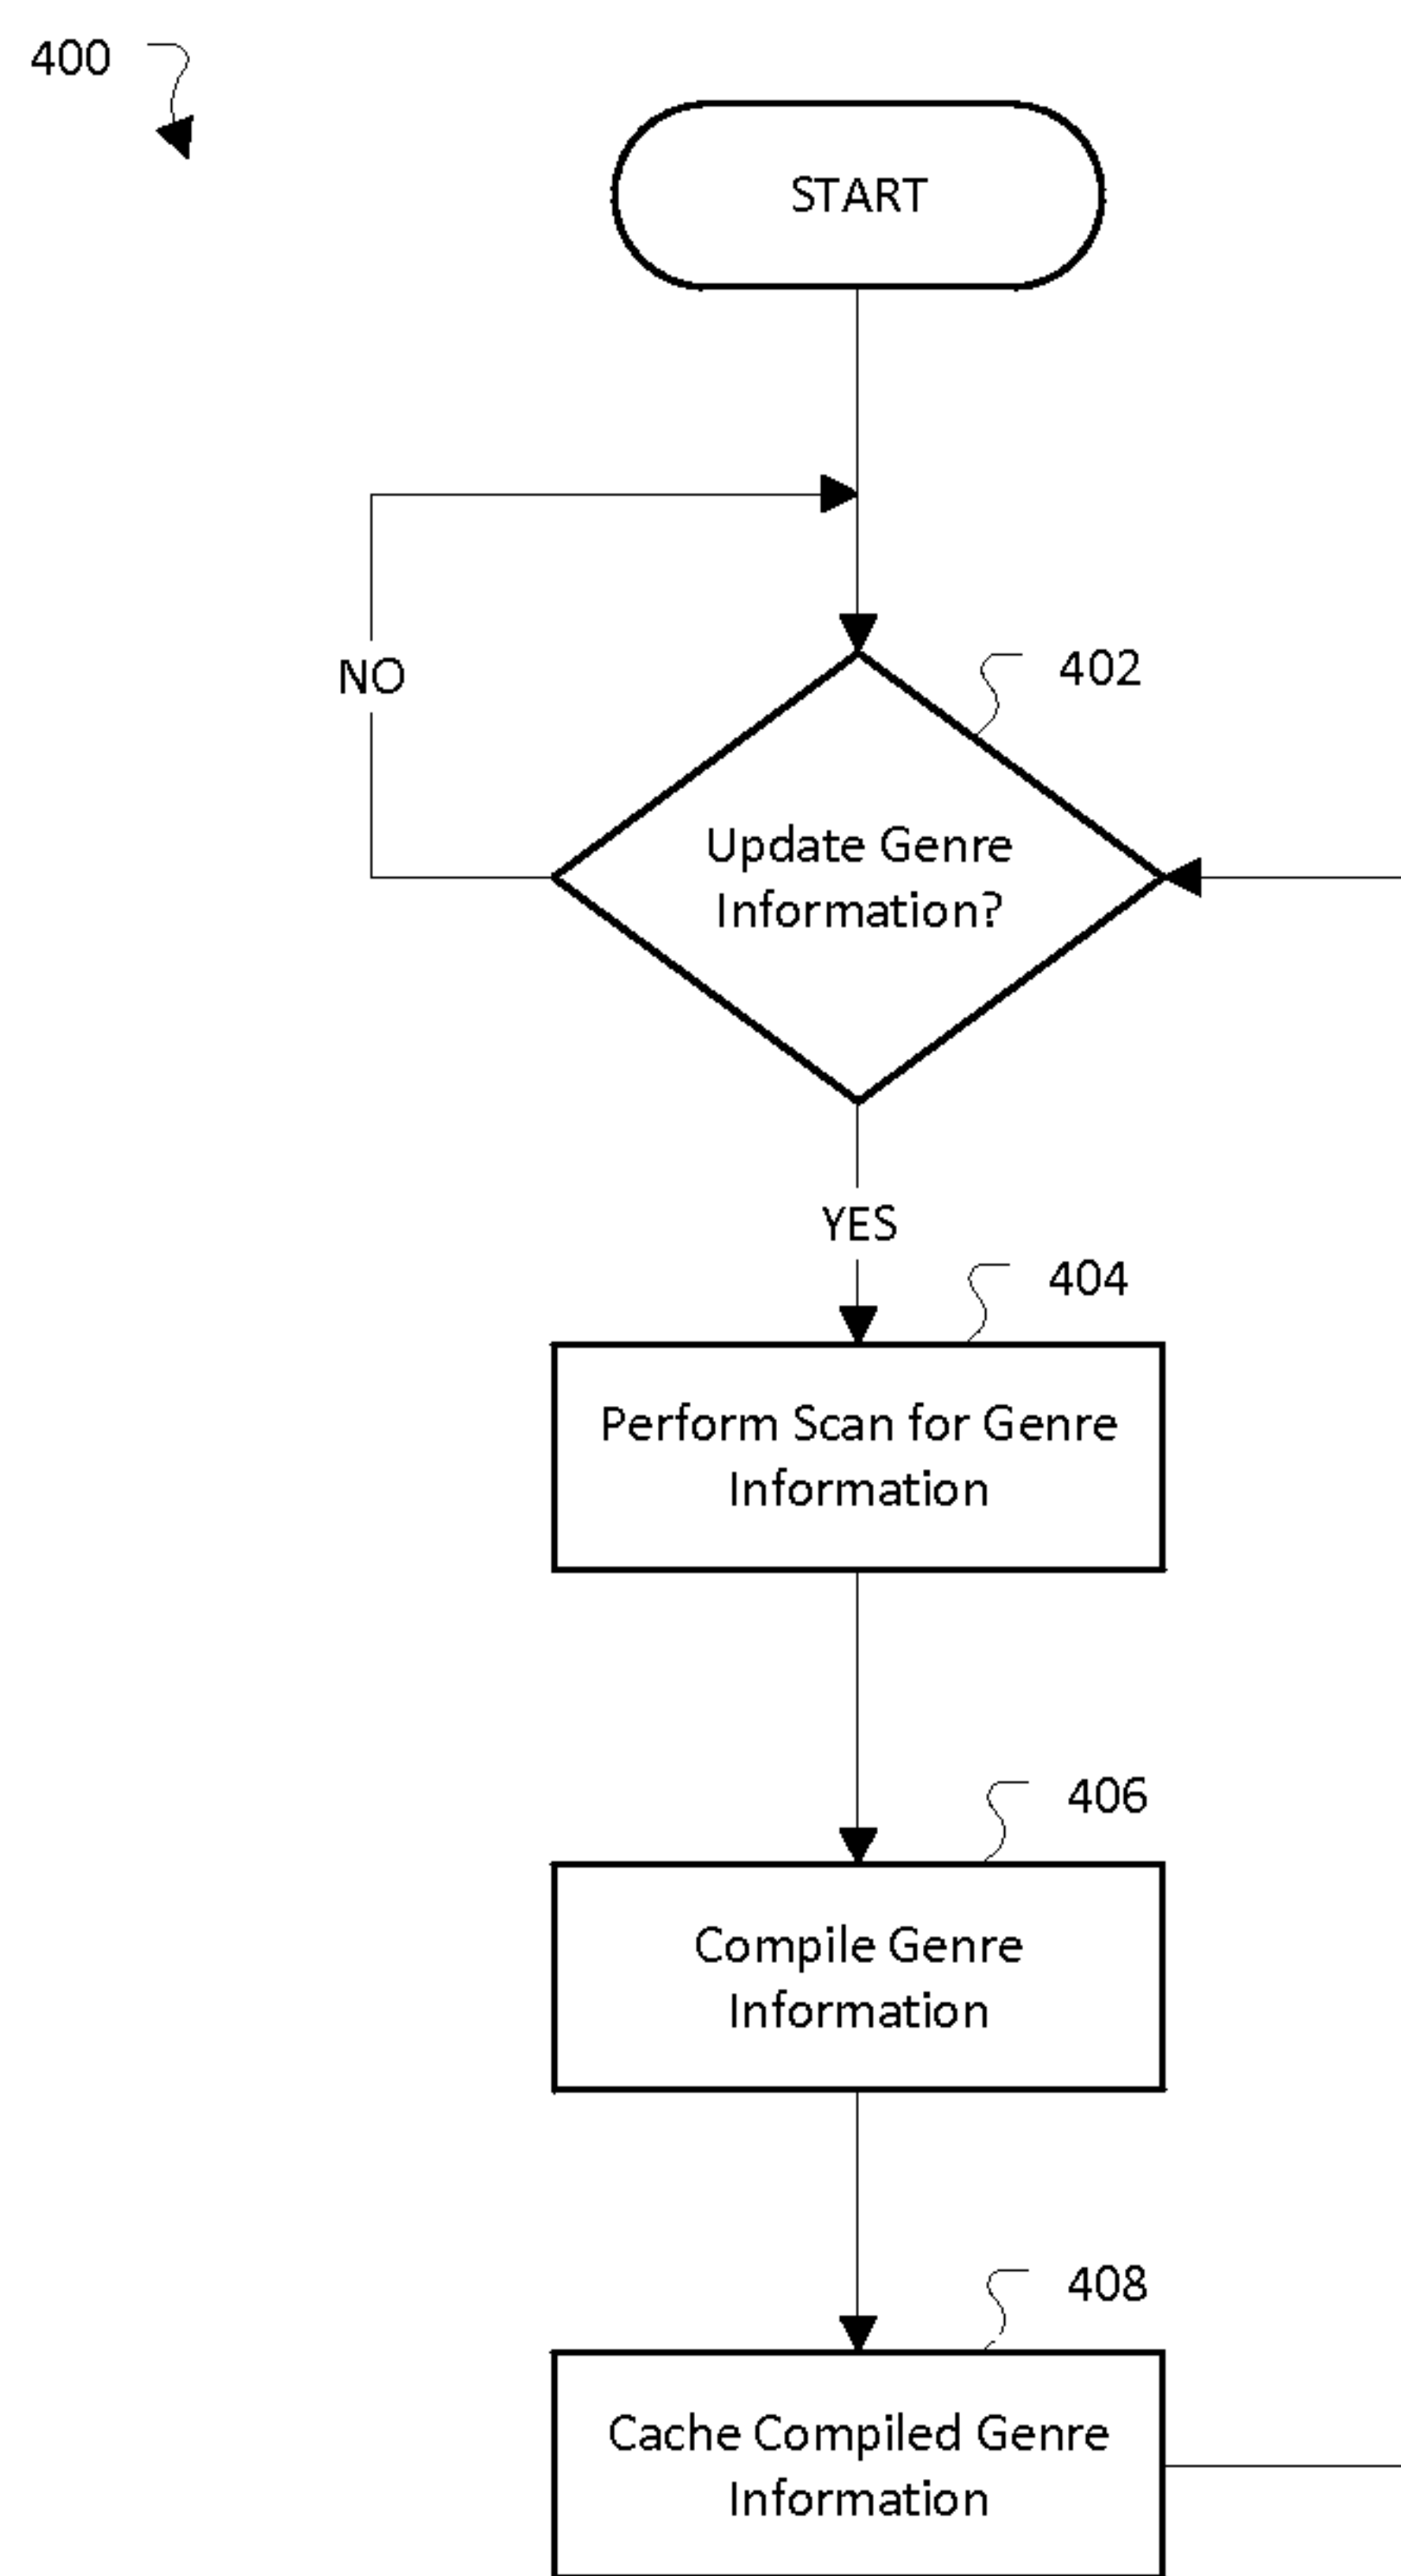 400
START
NO
402
Update Genre
Information?
YES
404
Perform Scan for Genre
Information
406
Compile Genre
Information
408
Cache Compiled Genre
Information